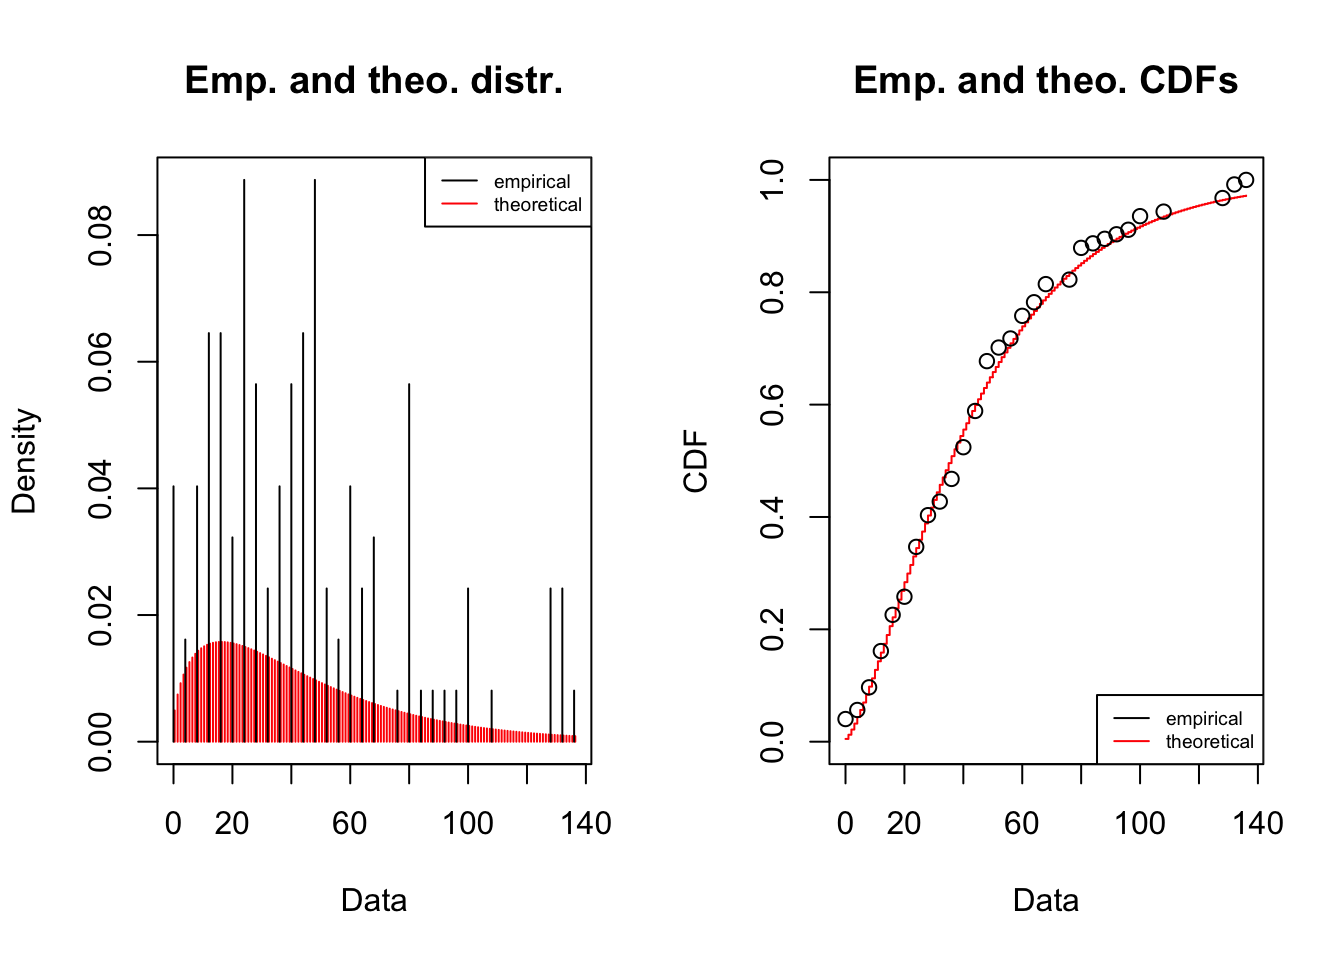 Emp. and theo. distr.
empirical
theoretical
Density
0.00
0.02
0.04
0.06
0.08
0 20 60 100 140
Data
Emp. and theo. CDFs
CDF
0.0
0.2
0.4
0.6
0.8
1.0
empirical
theoretical
0 20 60 100 140
Data